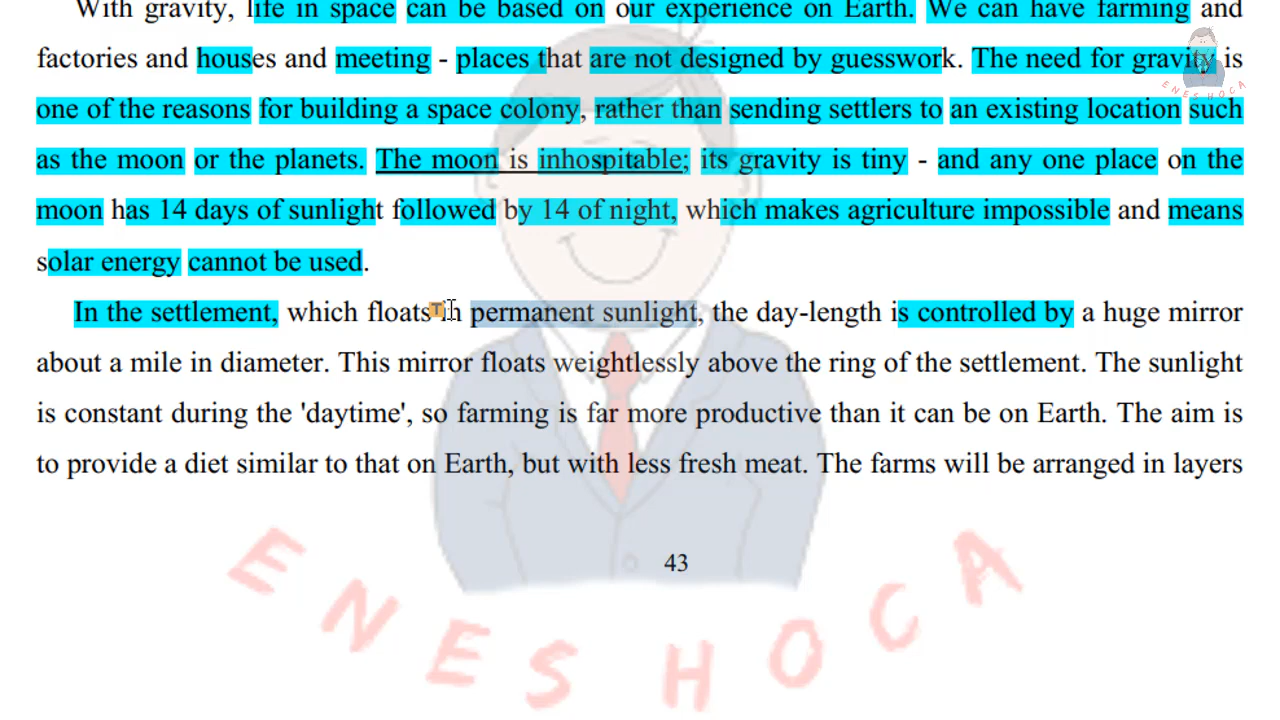 With gravity, life in space can be based on our experience on Earth. We can have farming and
factories and houses and meeting - places that are not designed by guesswork. The need for gravity is
one of the reasons for building a space colony, rather than sending settlers to an existing location such
as the moon or the planets. The moon is inhospitable; its gravity is tiny - and any one place on the
moon has 14 days of sunlight followed by 14 of night, which makes agriculture impossible and means
solar energy cannot be used.
In the settlement, which floats in permanent sunlight, the day-length is controlled by a huge mirror
about a mile in diameter. This mirror floats weightlessly above the ring of the settlement. The sunlight
is constant during the 'daytime', so farming is far more productive than it can be on Earth. The aim is
to provide a diet similar to that on Earth, but with less fresh meat. The farms will be arranged in layers
43
ENES HOCA
ENES HOCA